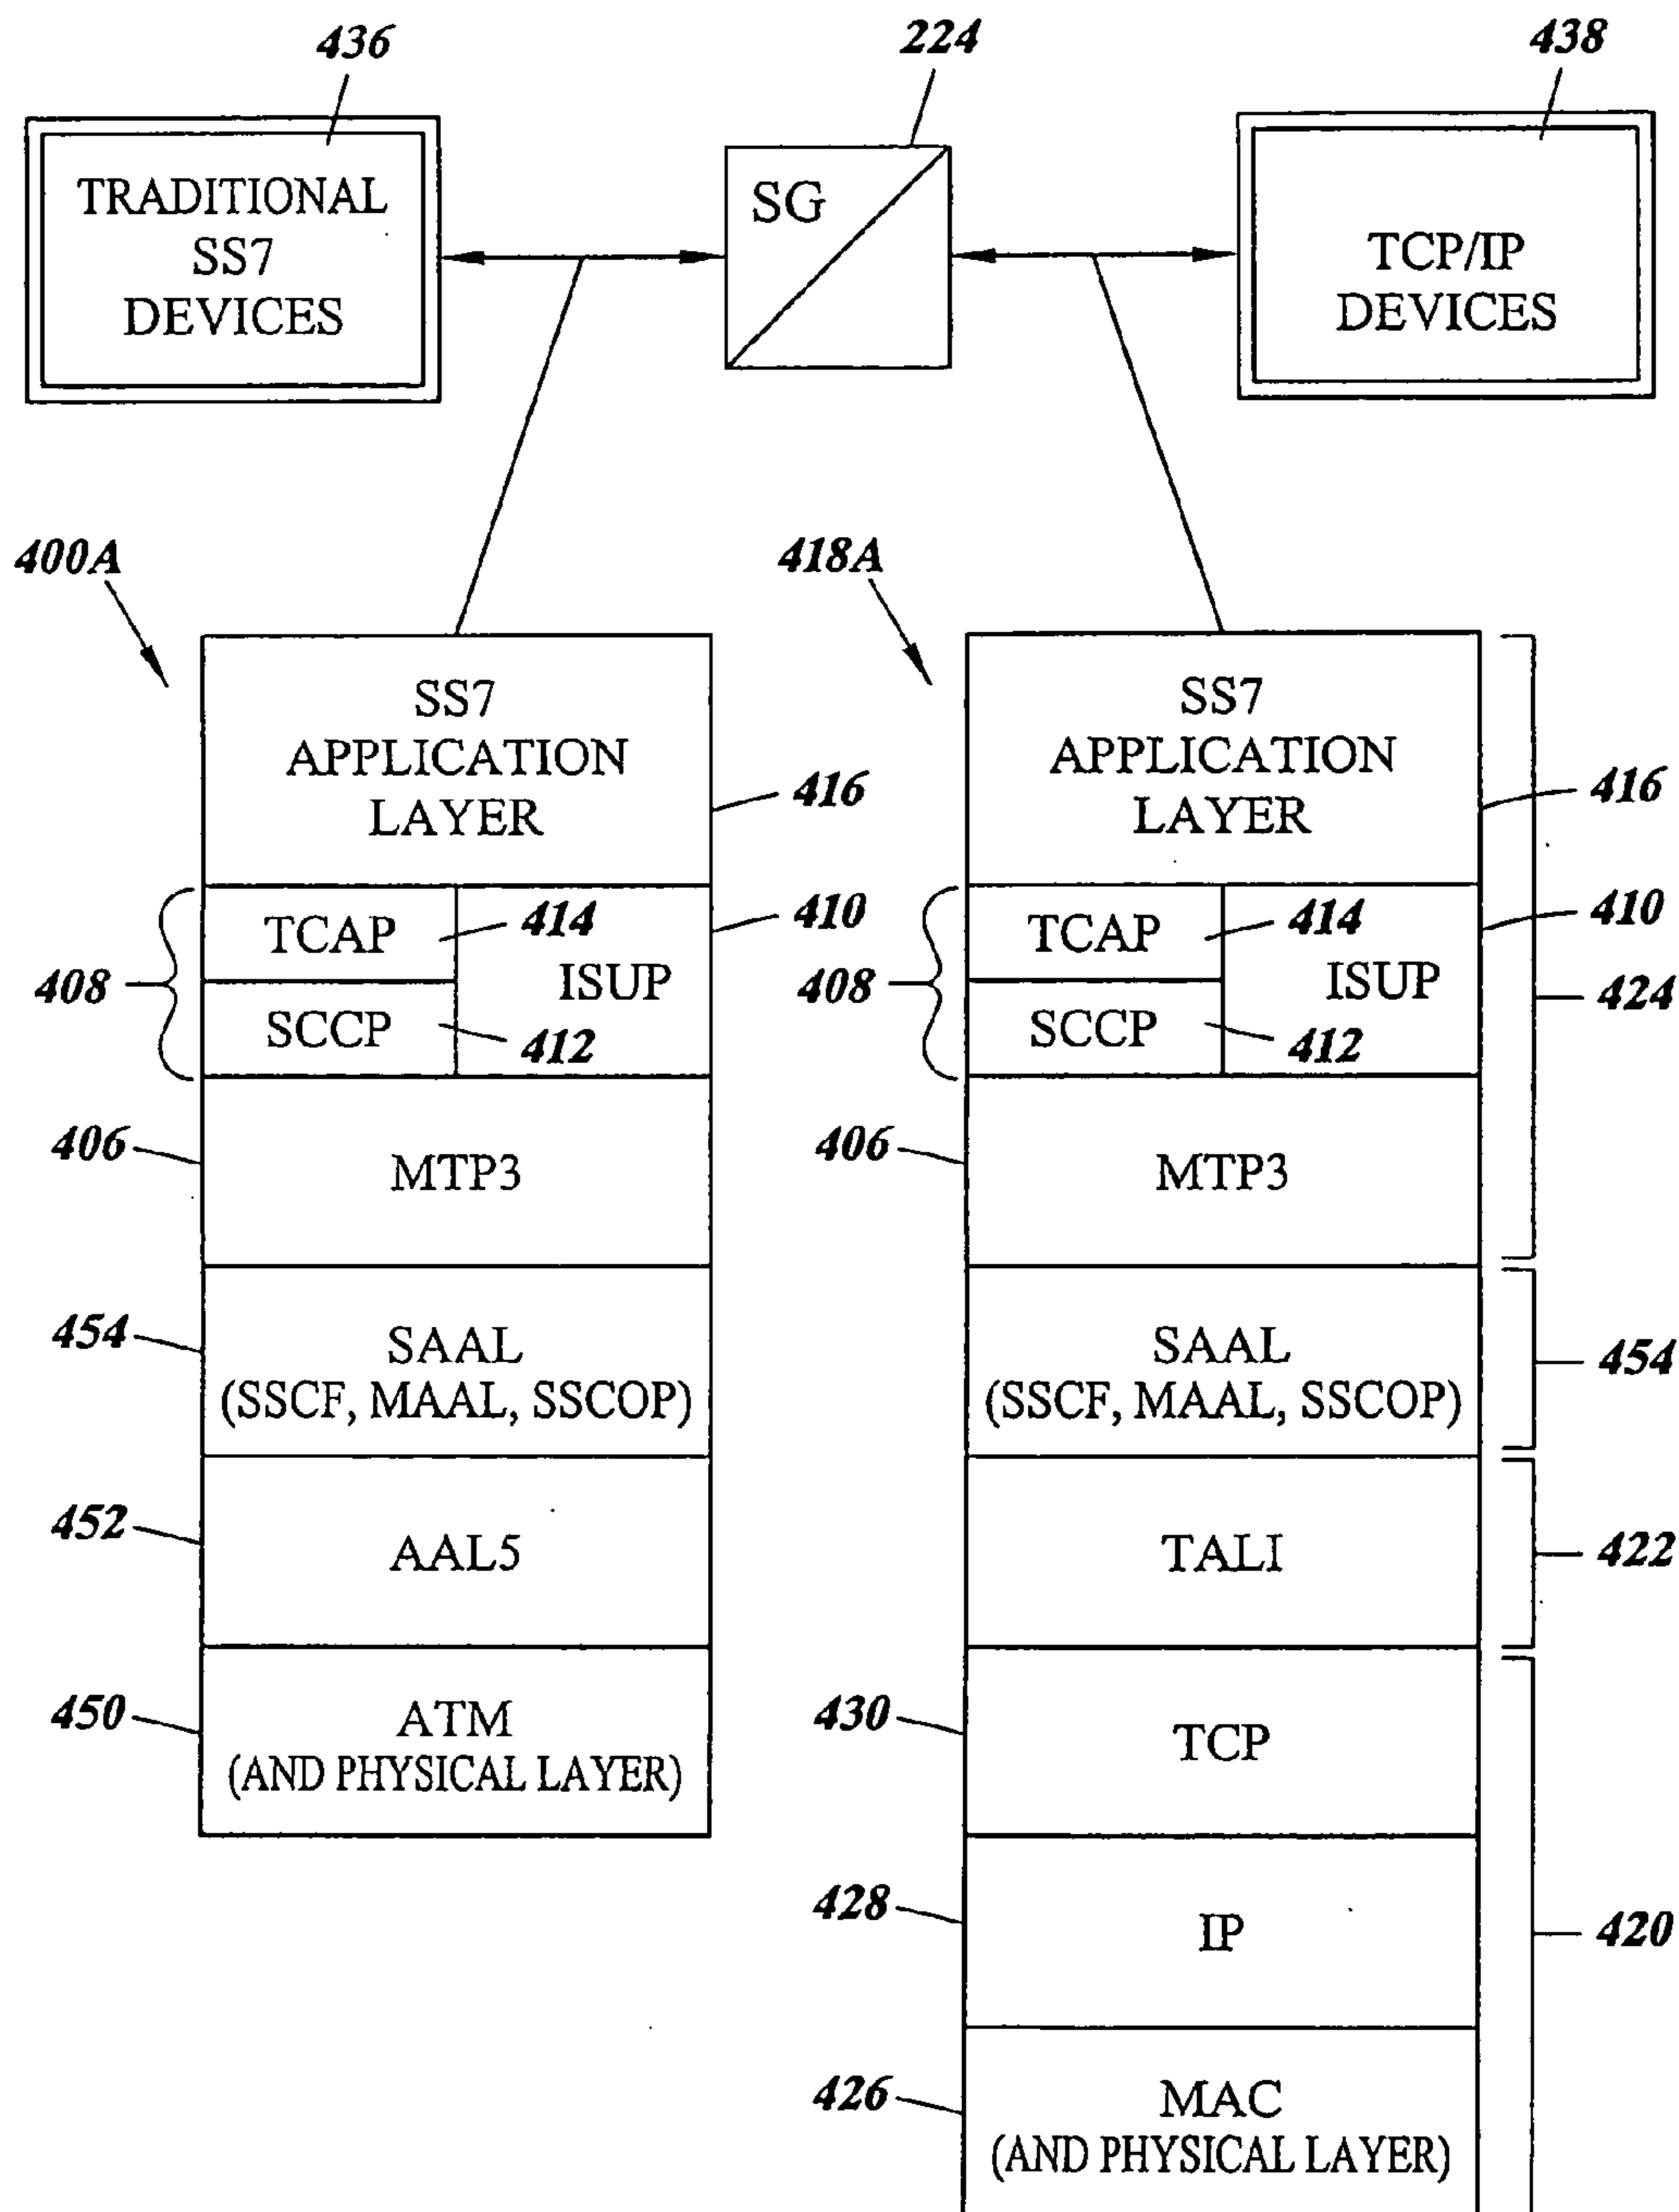 436
224
438
TRADITIONAL
SS7
DEVICES
SG
TCP/IP
DEVICES
400A
418A
SS7
APPLICATION
LAYER
416
SS7
APPLICATION
LAYER
416
408
TCAP
414
SCCP
412
ISUP
410
408
TCAP
414
SCCP
412
ISUP
410
424
406
MTP3
406
MTP3
454
SAAL
(SSCF, MAAL, SSCOP)
SAAL
(SSCF, MAAL, SSCOP)
454
452
AAL5
TALI
422
450
ATM
(AND PHYSICAL LAYER)
430
TCP
428
IP
420
426
MAC
(AND PHYSICAL LAYER)